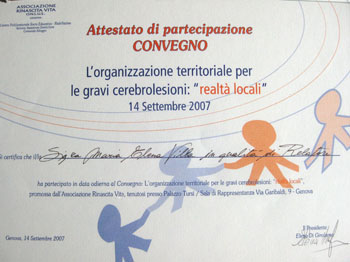 ASSOCIAZIONE
RINASCITA VITA
Attestato di partecipazione
CONVEGNO
L'organizzazione territoriale per
le gravi cerebrolesioni: "realtà locali"
14 Settembre 2007
Si certifica che il/la Sig.ra Maria Elena Villa in qualità di Relatore
ha partecipato in data odierna al Convegno: L'organizzazione territoriale per le gravi cerebrolesioni: "realtà locali",
promosso dall'Associazione Rinascita Vita, tenutosi presso Palazzo Tursi / Sala di Rappresentanza Via Garibaldi, 9 - Genova
Genova, 14 Settembre 2007
Il Presidente